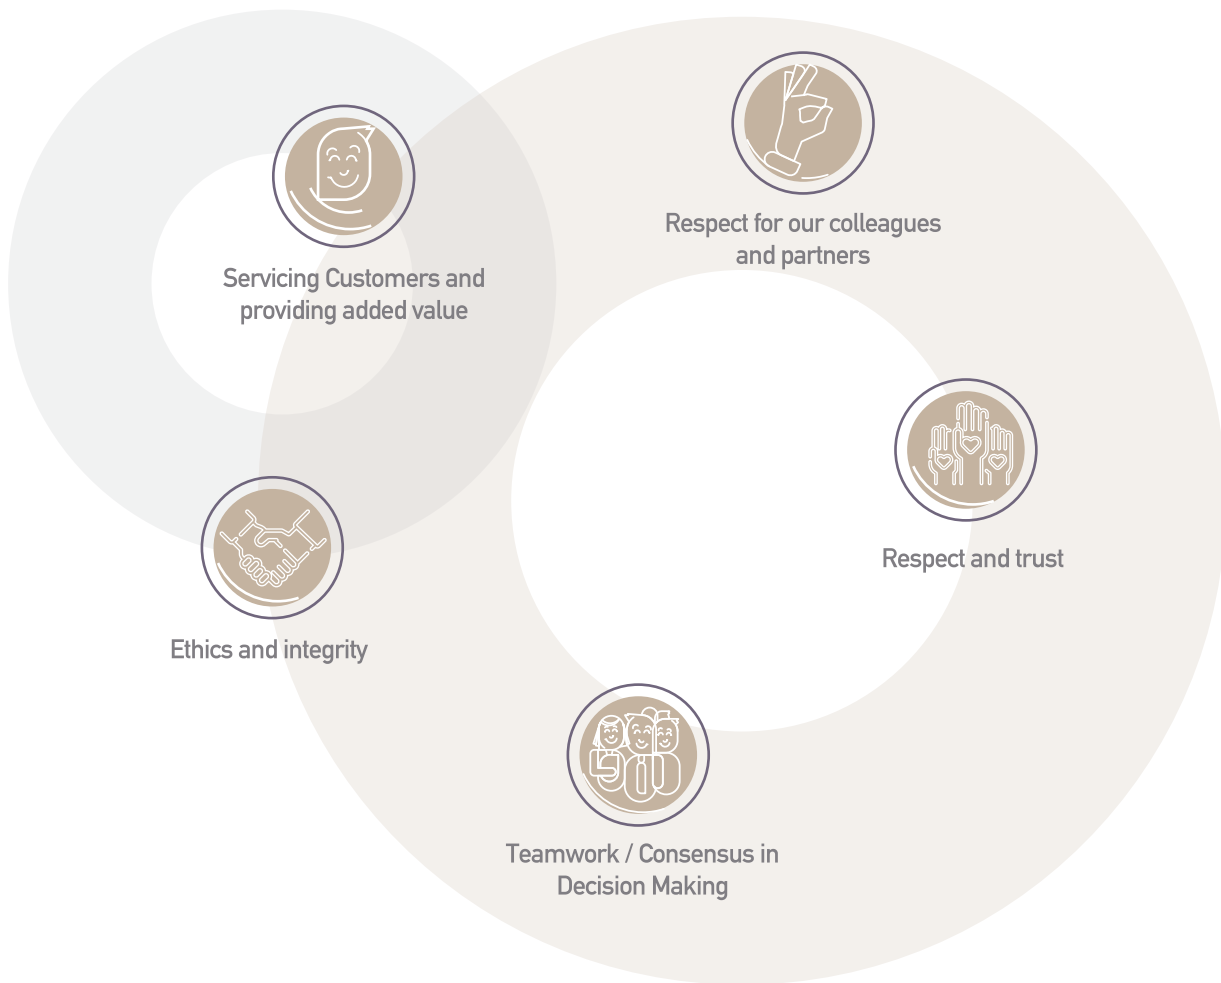 Respect for our colleagues
and partners
Servicing Customers and
providing added value
Respect and trust
Ethics and integrity
Teamwork / Consensus in
Decision Making